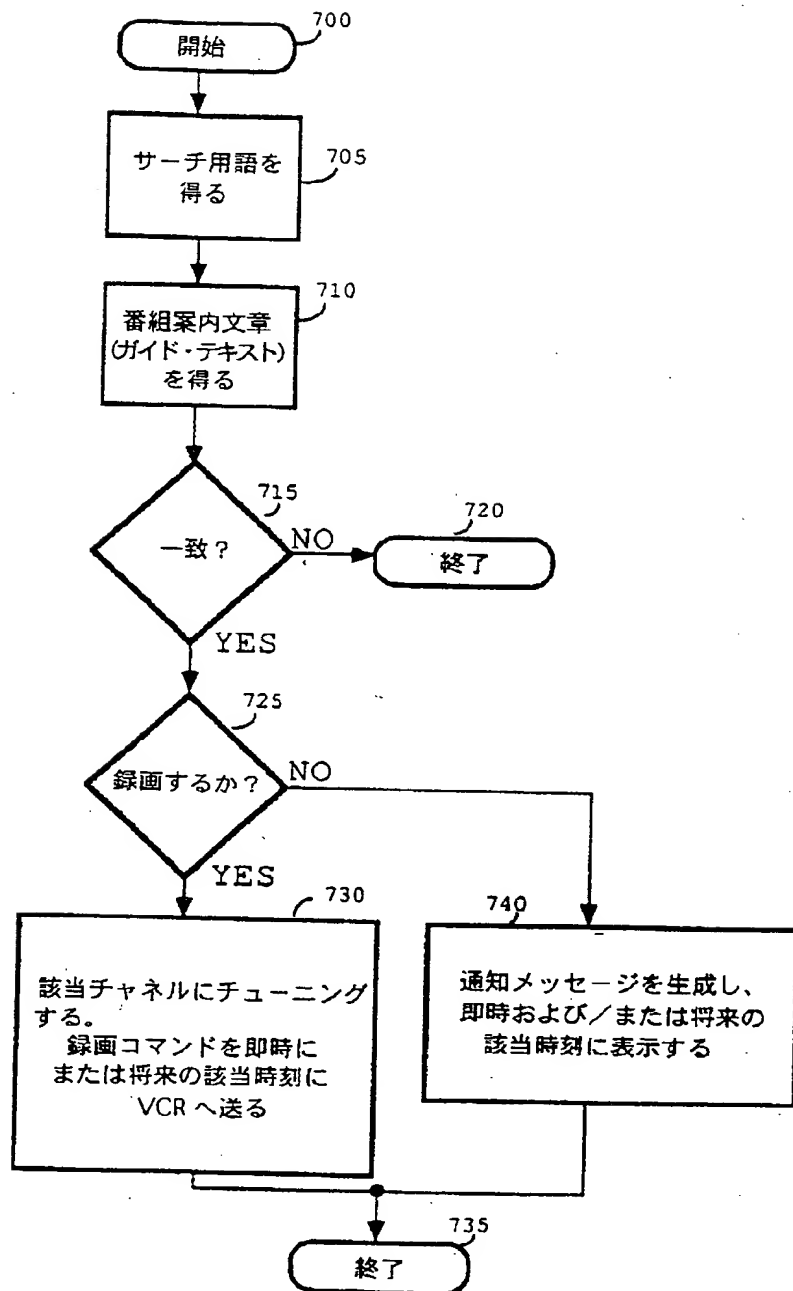 700
開始
705
サーチ用語を
得る
710
番組案内文章
(ガイド・テキスト)
を得る
715
一致？
NO
720
終了
YES
725
録画するか？
NO
YES
730
該当チャネルにチューニング
する。
録画コマンドを即時に
または将来の該当時刻に
VCR へ送る
740
通知メッセージを生成し、
即時および／または将来の
該当時刻に表示する
735
終了